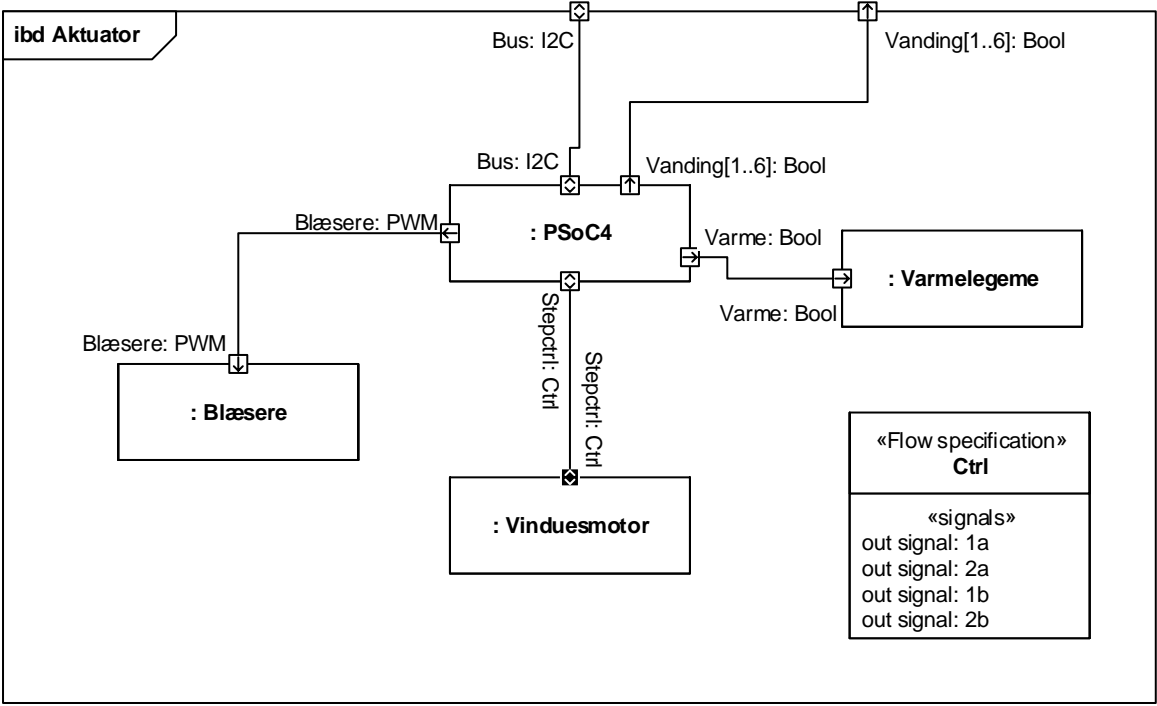 ibd Aktuator
Bus: I2C
Vanding[1..6]: Bool
Bus: I2C
Vanding[1..6]: Bool
Blæsere: PWM
: PSoC4
Varme: Bool
: Varmelegeme
Varme: Bool
Stepctrl: Ctrl
Stepctrl: Ctrl
Blæsere: PWM
: Blæsere
: Vinduesmotor
«Flow specification»
Ctrl
«signals»
out signal: 1a
out signal: 2a
out signal: 1b
out signal: 2b